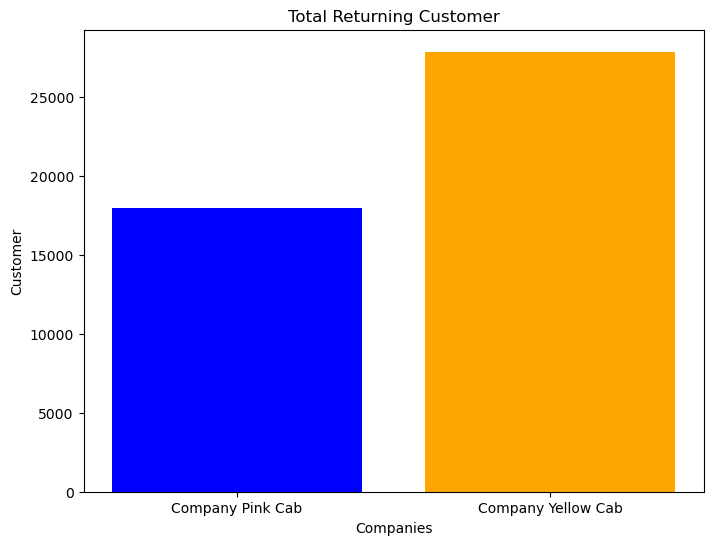 Total Returning Customer
25000
20000
15000
10000
5000
0
Customer
Company Pink Cab
Company Yellow Cab
Companies